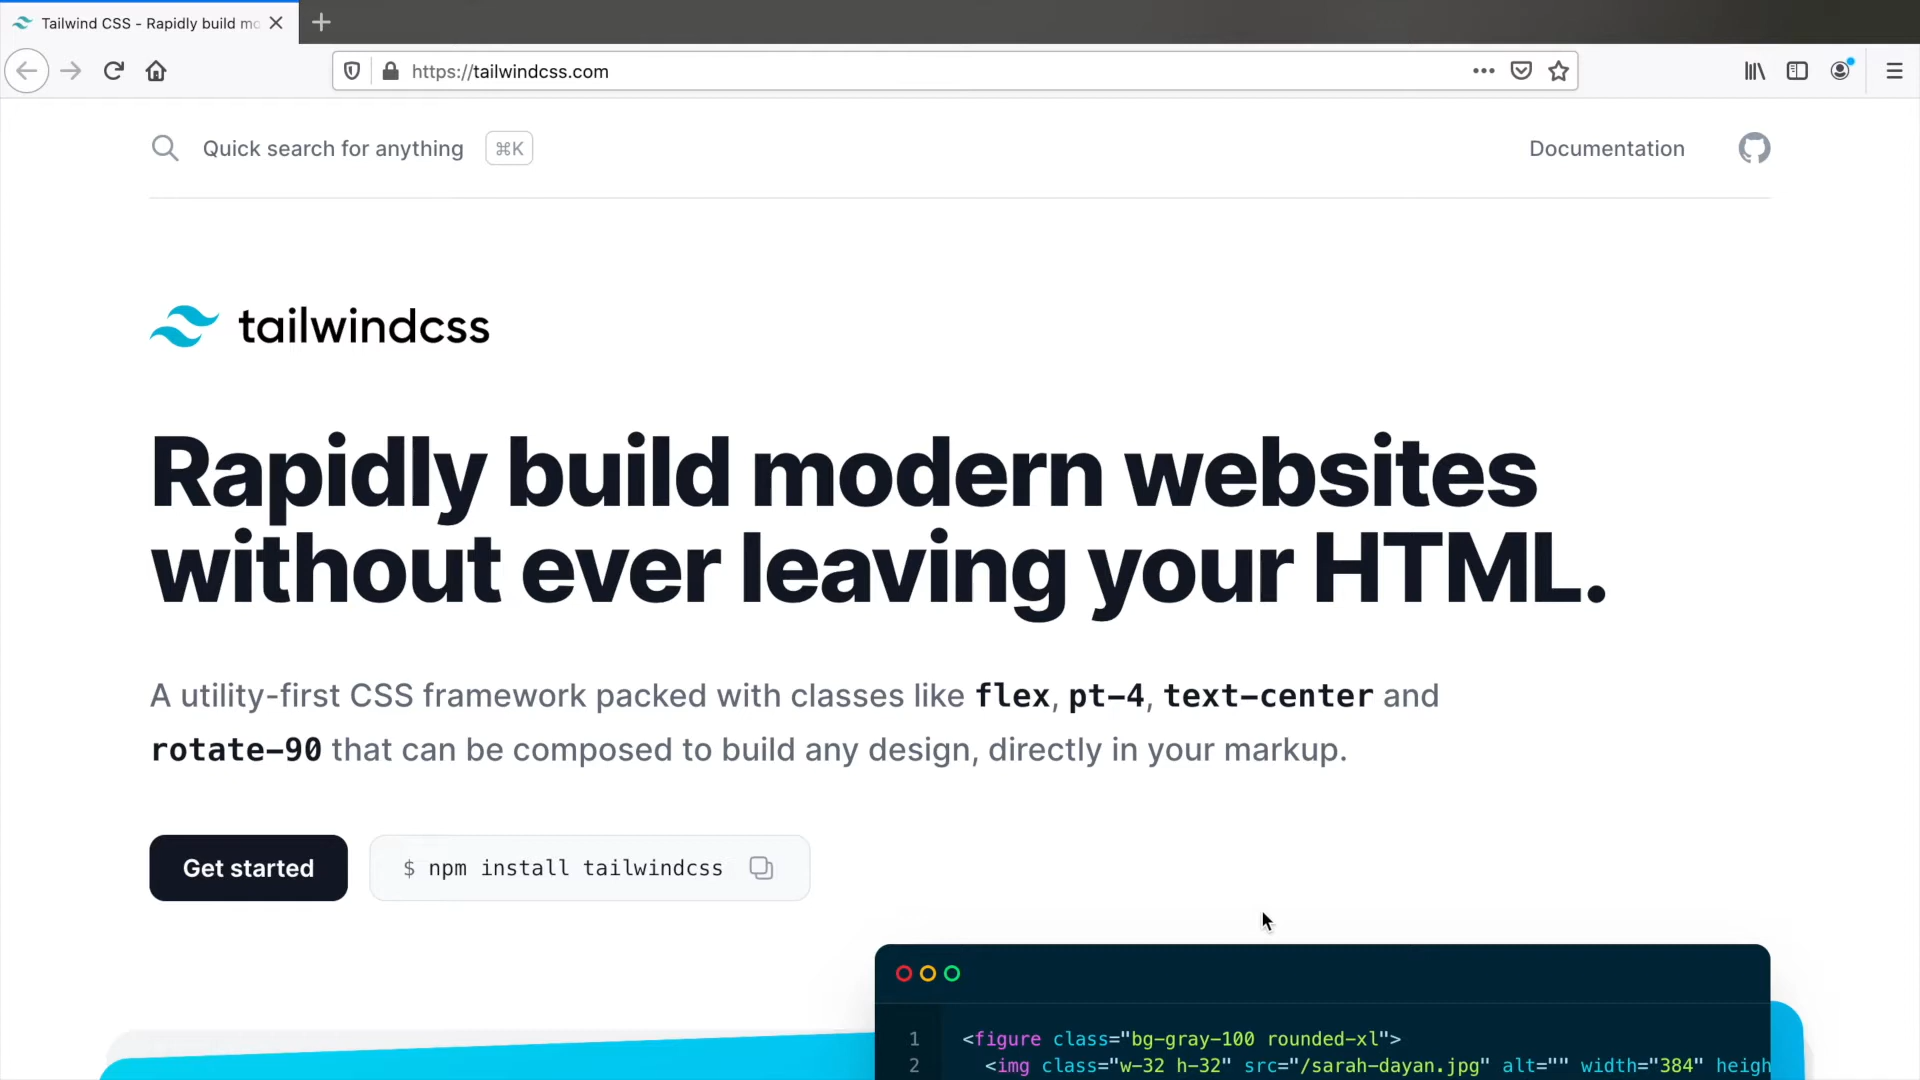 Tailwind CSS - Rapidly build mo
https://tailwindcss.com
Quick search for anything ⌘K
Documentation
tailwindcss
Rapidly build modern websites
without ever leaving your HTML.
A utility-first CSS framework packed with classes like flex, pt-4, text-center and
rotate-90 that can be composed to build any design, directly in your markup.
Get started
$ npm install tailwindcss
1 <figure class="bg-gray-100 rounded-xl">
2 <img class="w-32 h-32" src="/sarah-dayan.jpg" alt="" width="384" heigh